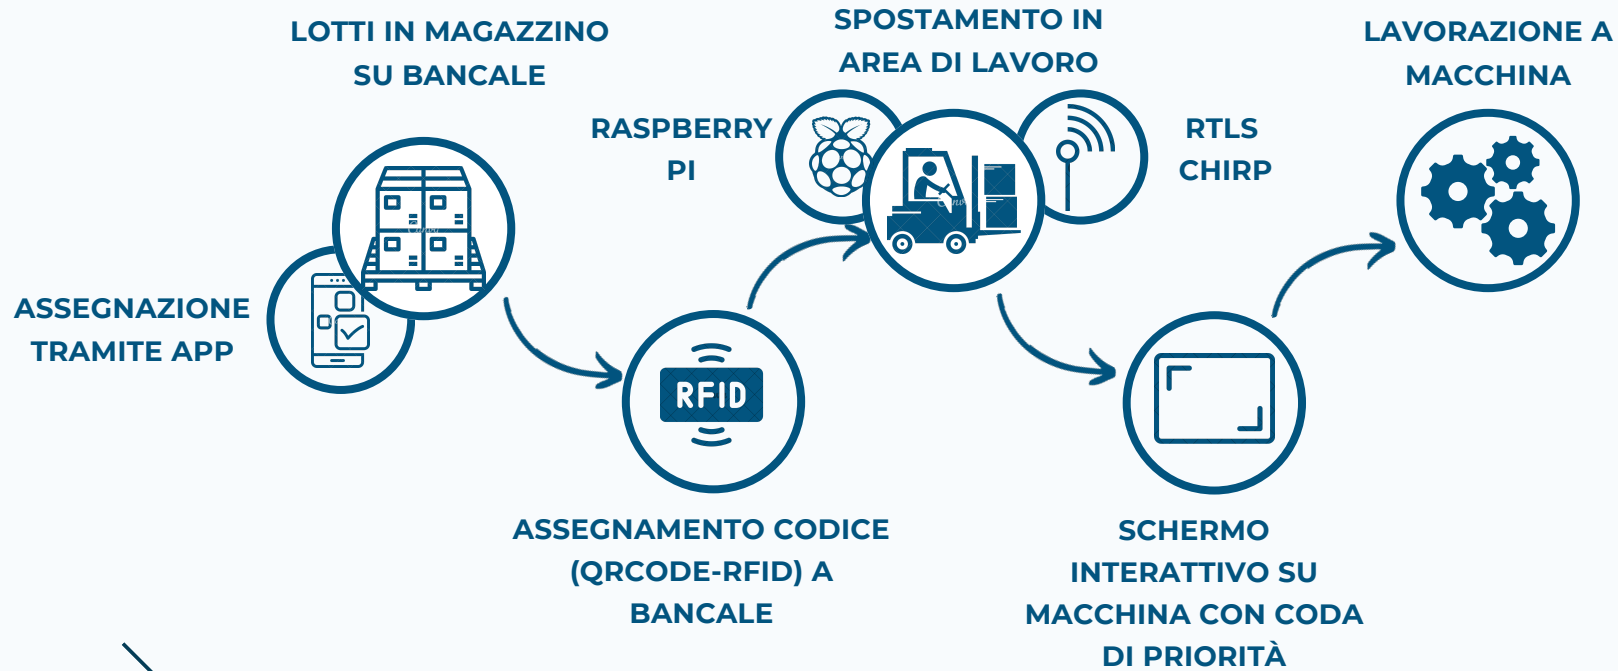 LOTTI IN MAGAZZINO
SU BANCALE
ASSEGNAZIONE
TRAMITE APP
RFID
ASSEGNAMENTO CODICE
(QRCODE-RFID) A
BANCALE
SPOSTAMENTO IN
AREA DI LAVORO
RASPBERRY
PI
RTLS
CHIRP
SCHERMO
INTERATTIVO SU
MACCHINA CON CODA
DI PRIORITÀ
LAVORAZIONE A
MACCHINA